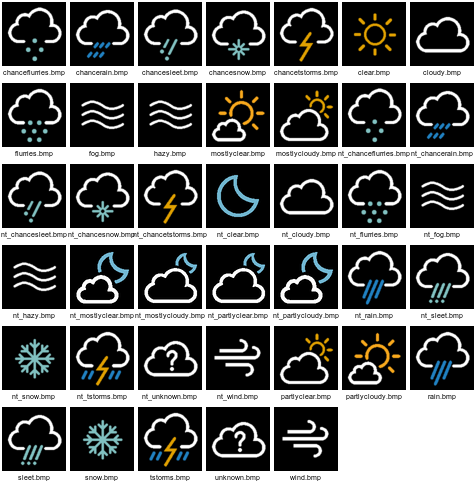 chanceflurries.bmp chancerain.bmp chancesleet.bmp chancesnow.bmp chancetstorms.bmp clear.bmp cloudy.bmp
flurries.bmp fog.bmp hazy.bmp mostlyclear.bmp mostlycloudy.bmp nt_chanceflurries.bmp nt_chancerain.bmp
nt_chancesleet.bmp nt_chancesnow.bmp nt_chancetstorms.bmp nt_clear.bmp nt_cloudy.bmp nt_flurries.bmp nt_fog.bmp
nt_hazy.bmp nt_mostlyclear.bmp nt_mostlycloudy.bmp nt_partlyclear.bmp nt_partlycloudy.bmp nt_rain.bmp nt_sleet.bmp
nt_snow.bmp nt_tstorms.bmp nt_unknown.bmp nt_wind.bmp partlyclear.bmp partlycloudy.bmp rain.bmp
sleet.bmp snow.bmp tstorms.bmp unknown.bmp wind.bmp